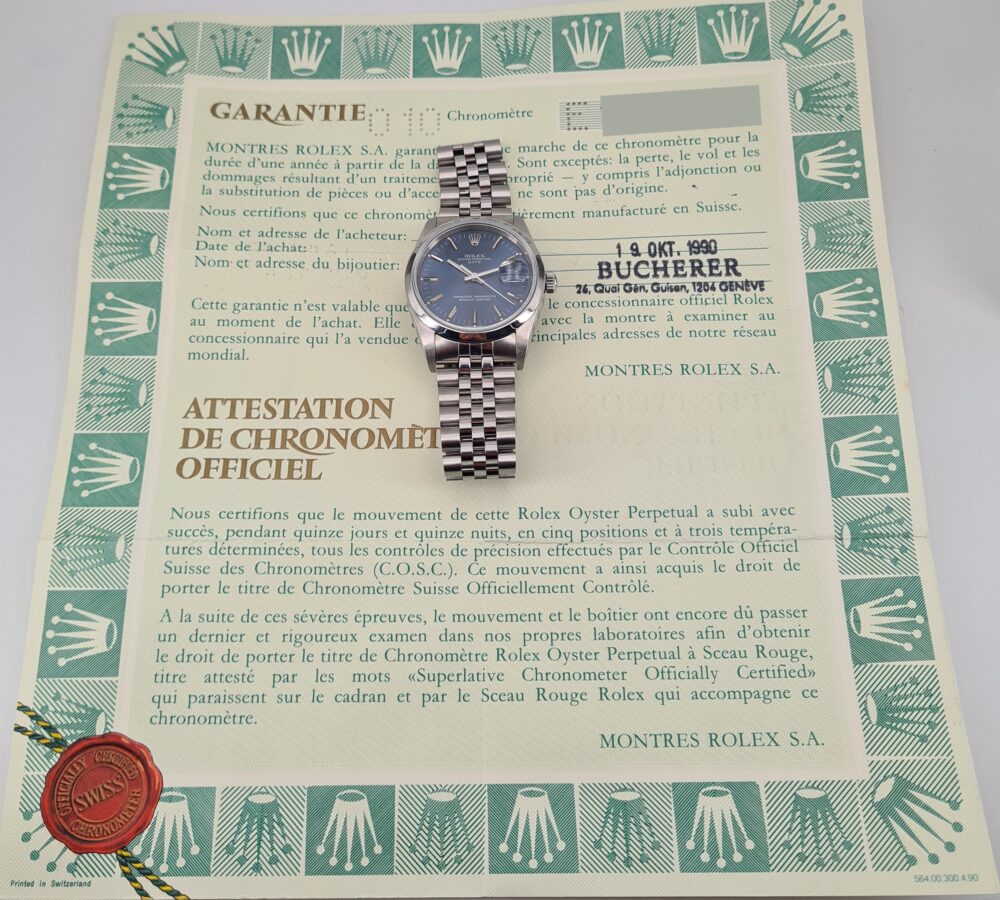 GARANTIE 010 Chronomètre
MONTRES ROLEX S.A. garan marche de ce chronomètre pour la
durée d'une année à partir de la d Sont exceptés: la perte, le vol et les
dommages résultant d'un traiteme proprié – y compris l'adjonction ou
la substitution de pièces ou d'acce ne sont pas d'origine.
Nous certifions que ce chronomèt ièrement manufacturé en Suisse.
Nom et adresse de l'acheteur:
Date de l'achat:
Nom et adresse du bijoutier:
19. OKT. 1990
BUCHERER
26, Quai Gén. Guisan, 1204 GENÈVE
Cette garantie n'est valable que le concessionnaire officiel Rolex
au moment de l'achat. Elle avec la montre à examiner au
concessionnaire qui l'a vendue rincipales adresses de notre réseau
mondial.
MONTRES ROLEX S.A.
ROLEX
OYSTER PERPETUAL
DATE
SUPERLATIVE CHRONOMETER
OFFICIALLY CERTIFIED
ATTESTATION
DE CHRONOMÈT
OFFICIEL
Nous certifions que le mouvement de cette Rolex Oyster Perpetual a subi avec
succès, pendant quinze jours et quinze nuits, en cinq positions et à trois tempéra-
tures déterminées, tous les contrôles de précision effectués par le Contrôle Officiel
Suisse des Chronomètres (C.O.S.C.). Ce mouvement a ainsi acquis le droit de
porter le titre de Chronomètre Suisse Officiellement Contrôlé.
A la suite de ces sévères épreuves, le mouvement et le boîtier ont encore dû passer
un dernier et rigoureux examen dans nos propres laboratoires afin d'obtenir
le droit de porter le titre de Chronomètre Rolex Oyster Perpetual à Sceau Rouge,
titre attesté par les mots «Superlative Chronometer Officially Certified»
qui paraissent sur le cadran et par le Sceau Rouge Rolex qui accompagne ce
chronomètre.
MONTRES ROLEX S.A.
OFFICIALLY CERTIFIED
SWISS
CHRONOMETER
Printed in Switzerland
564.00.300.4.90